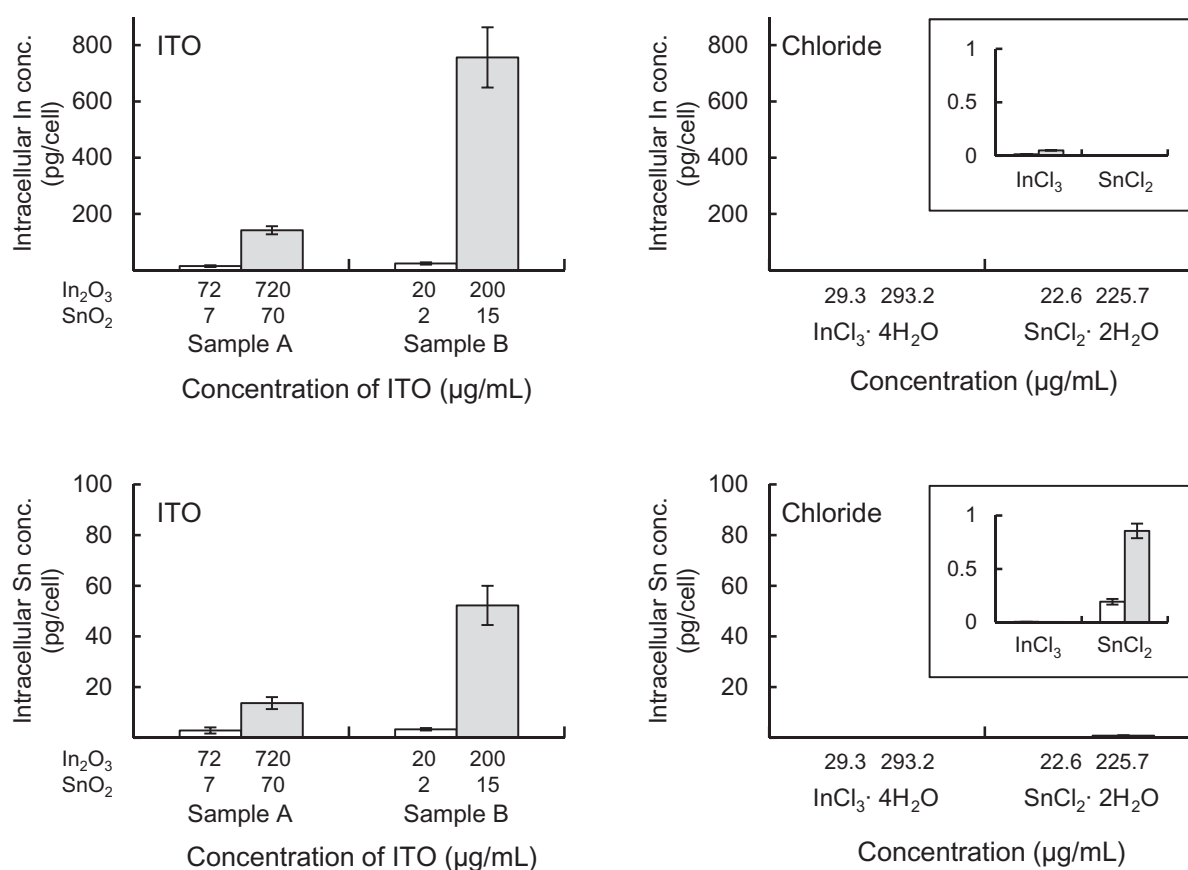 Intracellular In conc.
(pg/cell)
800
600
400
200
ITO
In₂O₃ 72 720 20 200
SnO₂ 7 70 2 15
Sample A Sample B
Concentration of ITO (µg/mL)
Intracellular In conc.
(pg/cell)
800
600
400
200
Chloride
1
0.5
0
InCl₃ SnCl₂
29.3 293.2 22.6 225.7
InCl₃· 4H₂O SnCl₂· 2H₂O
Concentration (µg/mL)
Intracellular Sn conc.
(pg/cell)
100
80
60
40
20
ITO
In₂O₃ 72 720 20 200
SnO₂ 7 70 2 15
Sample A Sample B
Concentration of ITO (µg/mL)
Intracellular Sn conc.
(pg/cell)
100
80
60
40
20
Chloride
1
0.5
0
InCl₃ SnCl₂
29.3 293.2 22.6 225.7
InCl₃· 4H₂O SnCl₂· 2H₂O
Concentration (µg/mL)